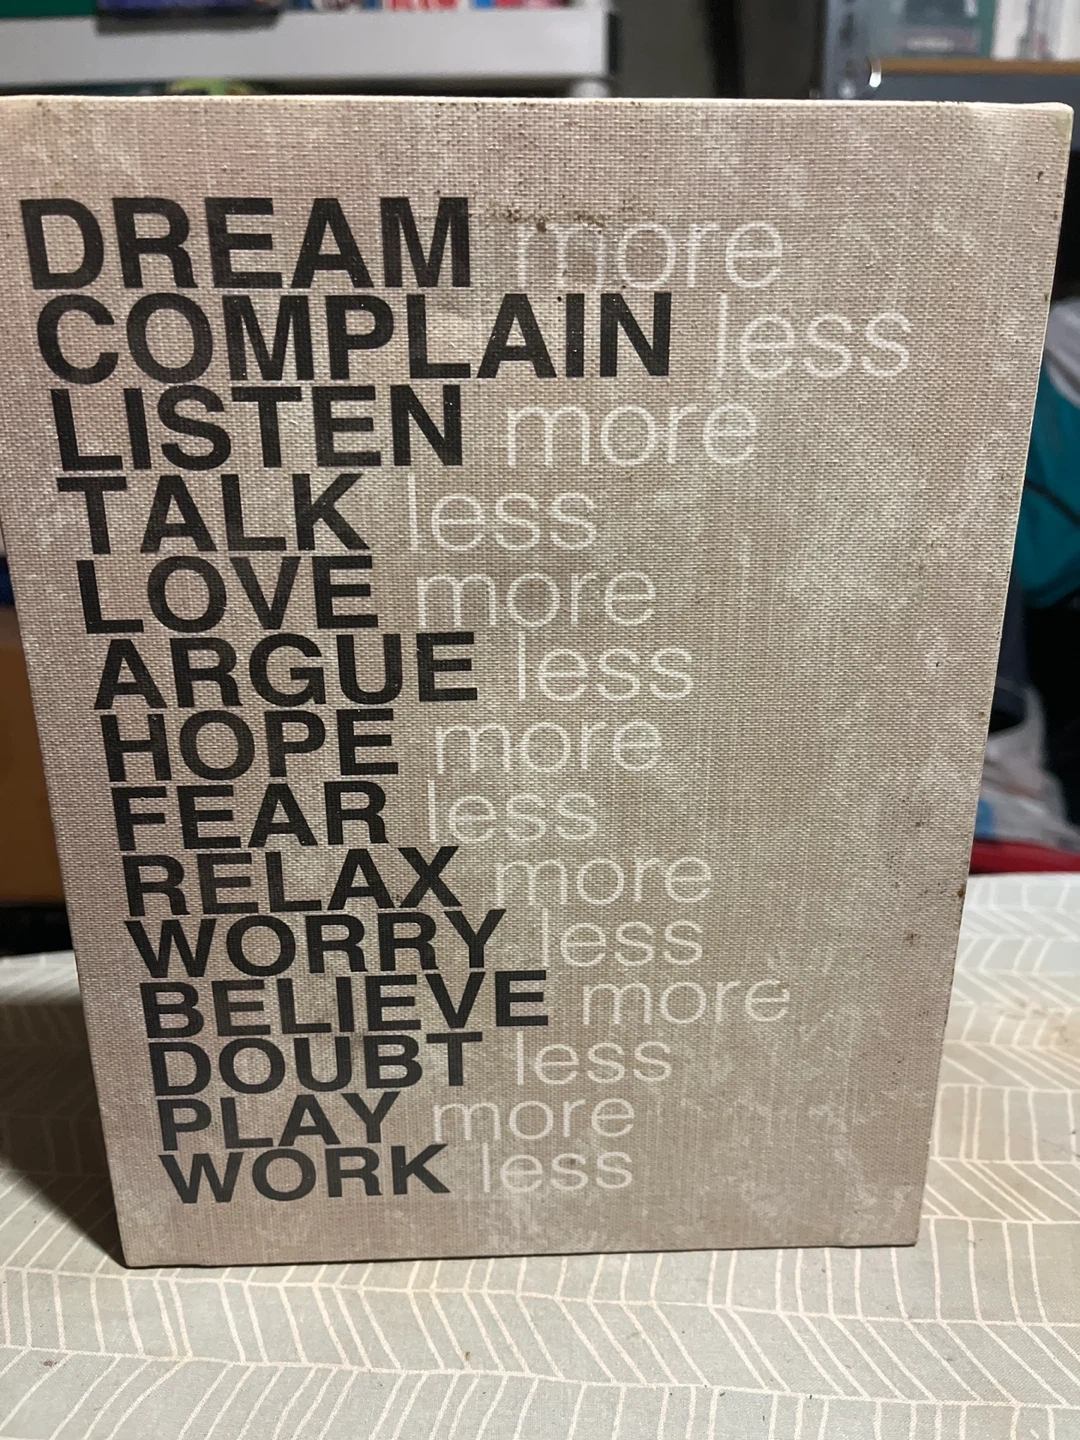 DREAM more
COMPLAIN less
LISTEN more
TALK less
LOVE more
ARGUE less
HOPE more
FEAR less
RELAX more
WORRY less
BELIEVE more
DOUBT less
PLAY more
WORK less